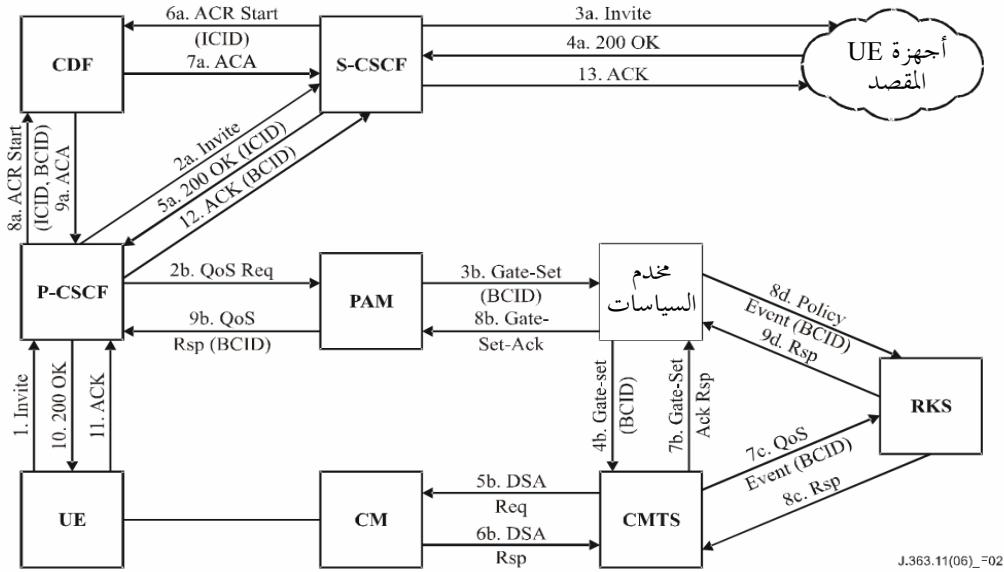 6a. ACR Start
(ICID)
7a. ACA
3a. Invite
4a. 200 OK
13. ACK
CDF
S-CSCF
أجهزة UE
المقصد
8a. ACR Start
(ICID, BCID)
9a. ACA
2a. Invite
5a. 200 OK (ICID)
12. ACK (BCID)
P-CSCF
2b. QoS Req
9b. QoS
Rsp (BCID)
PAM
3b. Gate-Set
(BCID)
8b. Gate-
Set-Ack
مخدم
السياسات
8d. Policy
Event (BCID)
9d. Rsp
RKS
1. Invite
10. 200 OK
11. ACK
4b. Gate-set
(BCID)
7b. Gate-Set
Ack Rsp
7c. QoS
Event (BCID)
8c. Rsp
UE
CM
5b. DSA
Req
6b. DSA
Rsp
CMTS
J.363.11(06)_=02